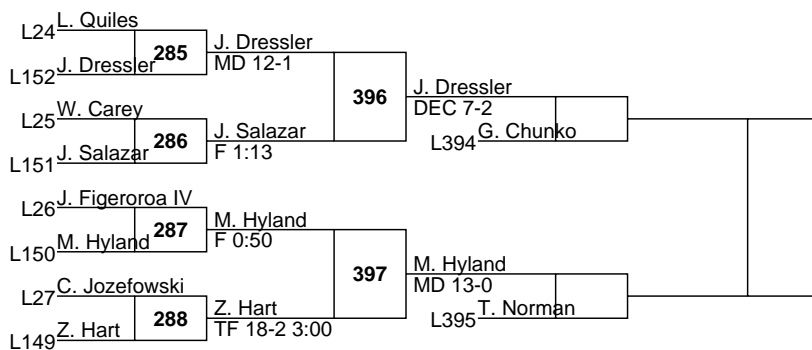 L24 L. Quiles
285
L152 J. Dressler
J. Dressler
MD 12-1
L25 W. Carey
286
L151 J. Salazar
J. Salazar
F 1:13
396
J. Dressler
DEC 7-2
L394 G. Chunko
L26 J. Figeroroa IV
287
L150 M. Hyland
M. Hyland
F 0:50
L27 C. Jozefowski
288
L149 Z. Hart
Z. Hart
TF 18-2 3:00
397
M. Hyland
MD 13-0
L395 T. Norman